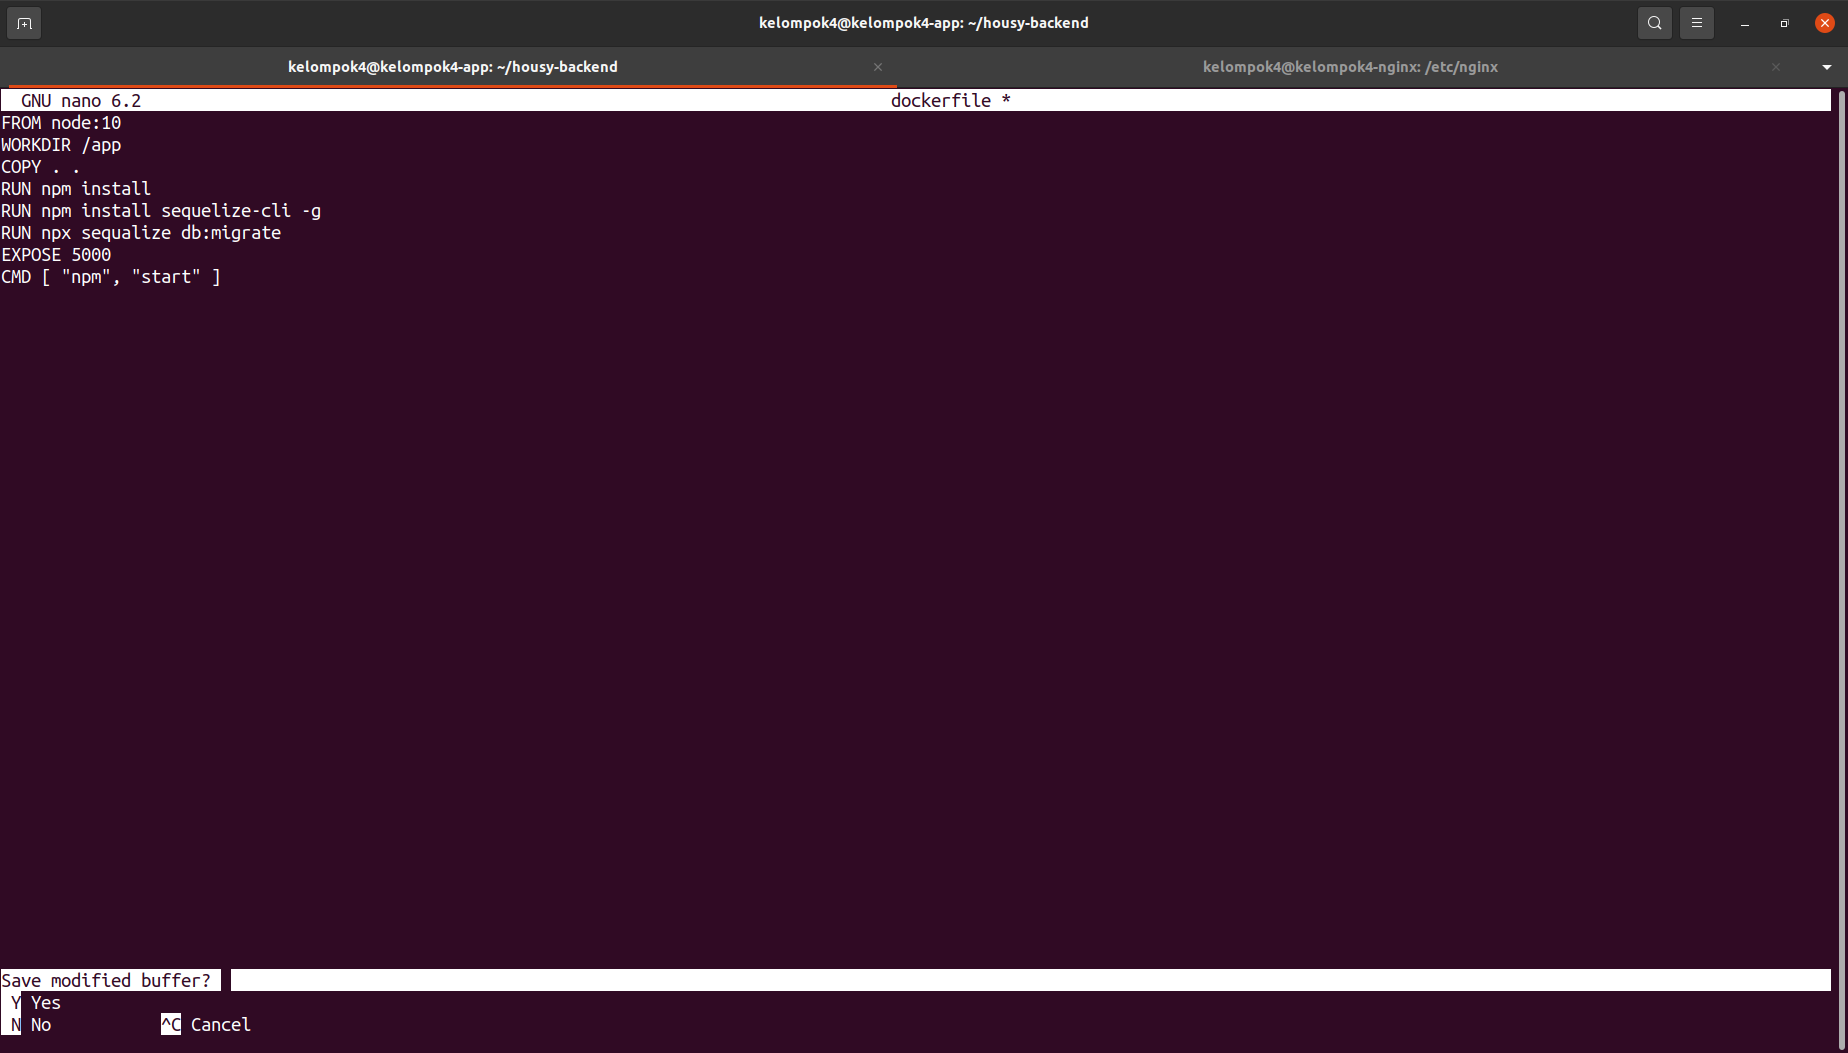 kelompok4@kelompok4-app: ~/housy-backend
kelompok4@kelompok4-app: ~/housy-backend
kelompok4@kelompok4-nginx: /etc/nginx
GNU nano 6.2 dockerfile *
FROM node:10
WORKDIR /app
COPY . .
RUN npm install
RUN npm install sequelize-cli -g
RUN npx sequalize db:migrate
EXPOSE 5000
CMD [ "npm", "start" ]
Save modified buffer?
Y Yes
N No ^C Cancel